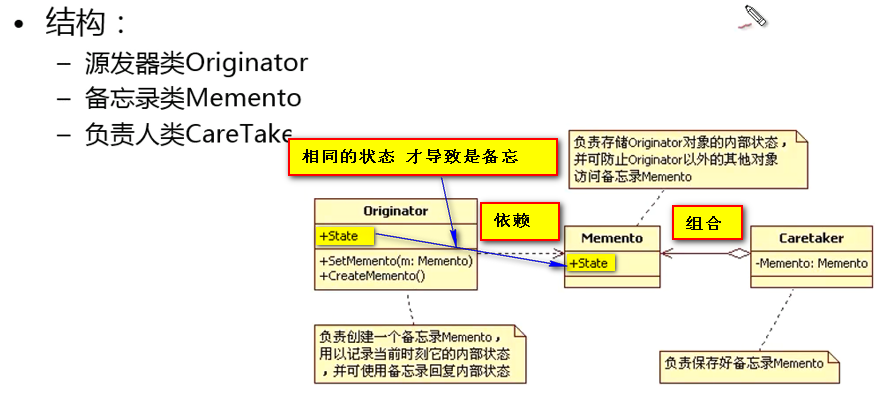 • 结构：
– 源发器类Originator
– 备忘录类Memento
– 负责人类CareTake
相同的状态 才导致是备忘
负责存储Originator对象的内部状态，
并可防止Originator以外的其他对象
访问备忘录Memento
Originator
+State
+SetMemento(m: Memento)
+CreateMemento()
依赖
Memento
+State
组合
Caretaker
-Memento: Memento
负责创建一个备忘录Memento，
用以记录当前时刻它的内部状态
，并可使用备忘录回复内部状态
负责保存好备忘录Memento